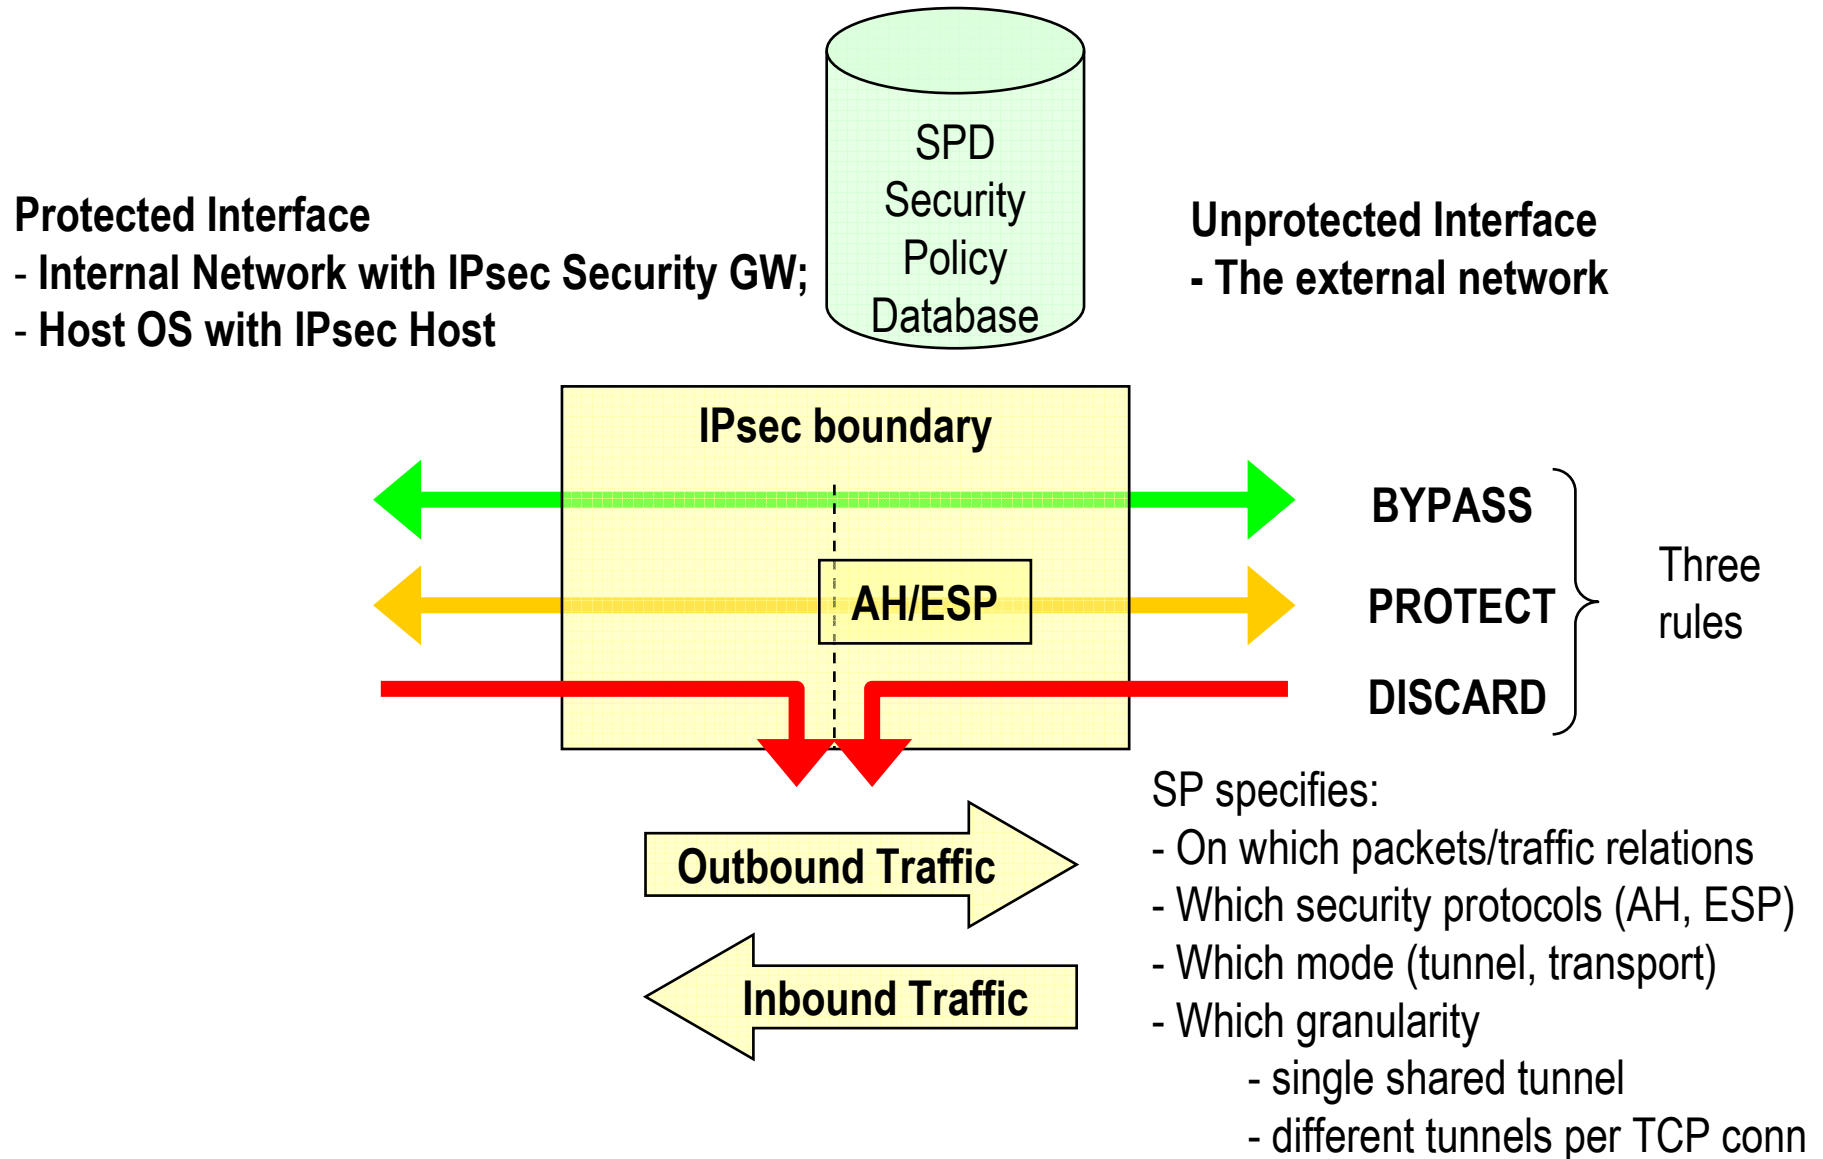 SPD
Security
Policy
Database
Protected Interface
- Internal Network with IPsec Security GW;
- Host OS with IPsec Host
Unprotected Interface
- The external network
IPsec boundary
BYPASS
AH/ESP
PROTECT
DISCARD
Three
rules
Outbound Traffic
Inbound Traffic
SP specifies:
- On which packets/traffic relations
- Which security protocols (AH, ESP)
- Which mode (tunnel, transport)
- Which granularity
- single shared tunnel
- different tunnels per TCP conn